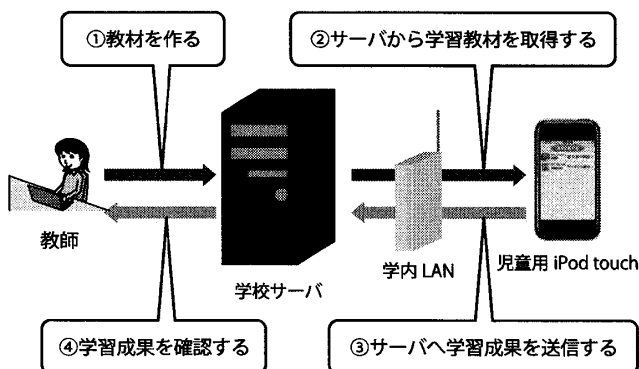 ①教材を作る
②サーバから学習教材を取得する
教師
学校サーバ
学内 LAN
児童用 iPod touch
④学習成果を確認する
③サーバへ学習成果を送信する